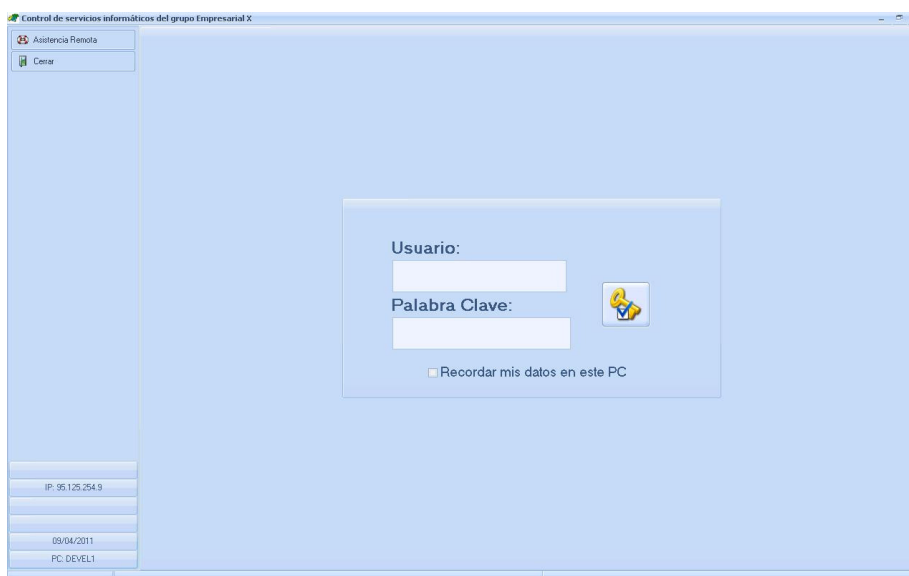 Control de servicios informáticos del grupo Empresarial X
Asistencia Remota
Cerrar
Usuario:
Palabra Clave:
Recordar mis datos en este PC
IP: 95.125.254.9
09/04/2011
PC: DEVEL1